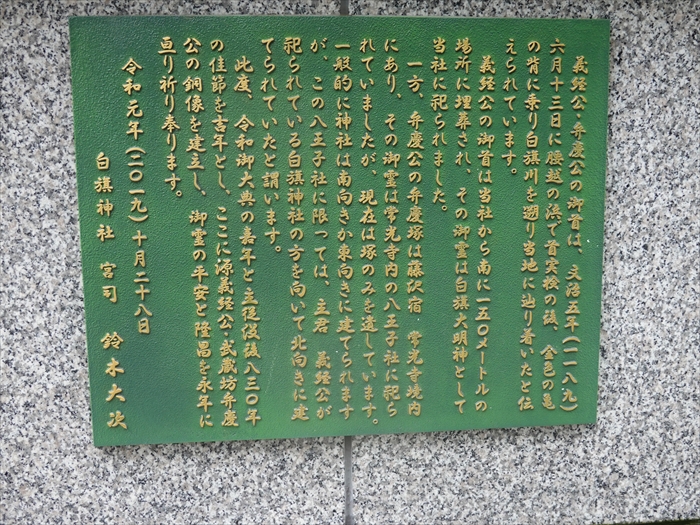 義経公・弁慶公の御首は、文治五年(一一八九)
六月十三日に腰越の浜で首実検の後、金色の亀
の背に乗り白旗川を遡り当地に辿り着いたと伝
えられています。
義経公の御首は当社から南に一五〇メートルの
場所に埋葬され、その御霊は白旗大明神として
当社に祀られました。
一方、弁慶公の弁慶塚は藤沢宿 常光寺境内
にあり、その御霊は常光寺内の八王子社に祀ら
れていましたが、現在は塚のみを遺しています。
一般的に神社は南向きか東向きに建てられます
が、この八王子社に限っては、主君 義経公が
祀られている白旗神社の方を向いて北向きに建
てられていたと謂います。
此度、令和御大典の嘉年と主従没後八三〇年
の佳節を吉年とし、ここに源義経公・武蔵坊弁慶
公の銅像を建立し、御霊の平安と隆昌を永年に
亘り祈り奉ります。
令和元年(二〇一九)十月二十八日
白旗神社 宮司 鈴木大次